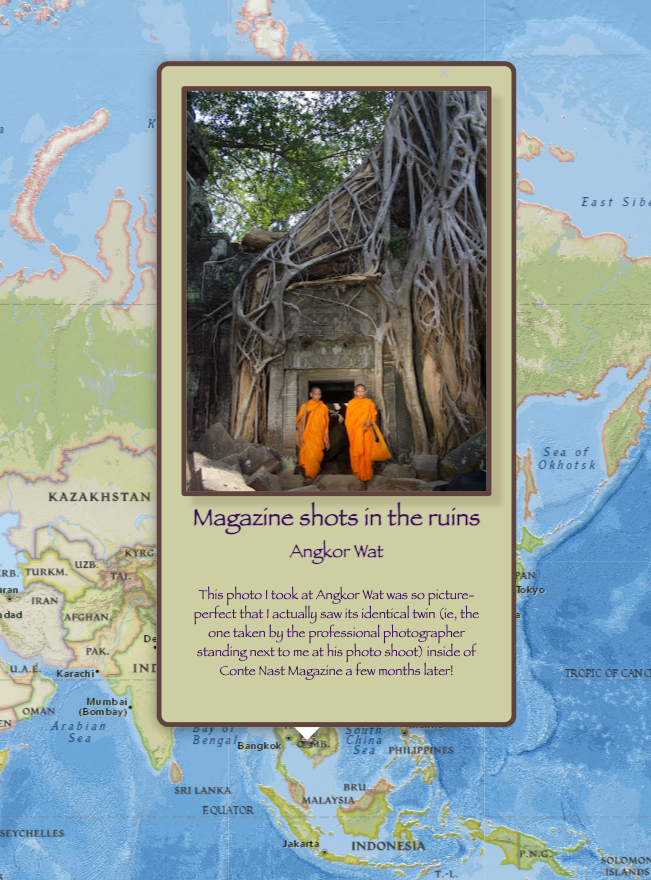 East Sibe
Sea of
Okhotsk
KAZAKHSTAN
UZB.
KYRG
TURKM.
TAJ.
IRAN
AFGHAN.
PAK.
De
U.A.E.
Karachi
IND
OMAN
Mumbai
(Bombay)
Arabian
Sea
Magazine shots in the ruins
Angkor Wat
This photo I took at Angkor Wat was so picture-
perfect that I actually saw its identical twin (ie, the
one taken by the professional photographer
standing next to me at his photo shoot) inside of
Conte Nast Magazine a few months later!
PAN
Tokyo
TROPIC OF CANC
Bay of
Bengal
Bangkok
South
China
Sea
PHILIPPINES
SRI LANKA
EQUATOR
BRU.
MALAYSIA
SEYCHELLES
Jakarta
INDONESIA
P.N.G.
SOLOMON
ISLANDS
T.-L.